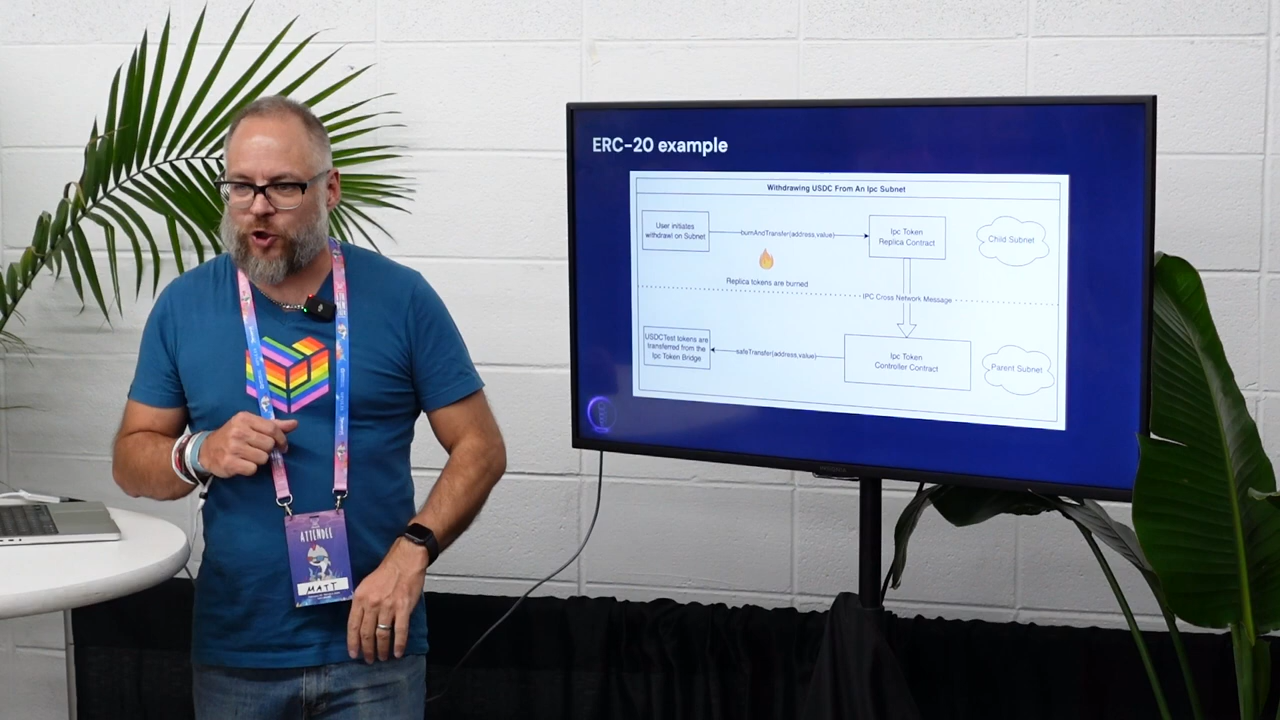 ERC-20 example
Withdrawing USDC From An Ipc Subnet
User initiates
withdrawl on Subnet
burnAndTransfer(address,value)
Ipc Token
Replica Contract
Child Subnet
Replica tokens are burned
IPC Cross Network Message
USDCTest tokens are
transferred from the
Ipc Token Bridge
safeTransfer(address,value)
Ipc Token
Controller Contract
Parent Subnet
ATTENDEE
MATT